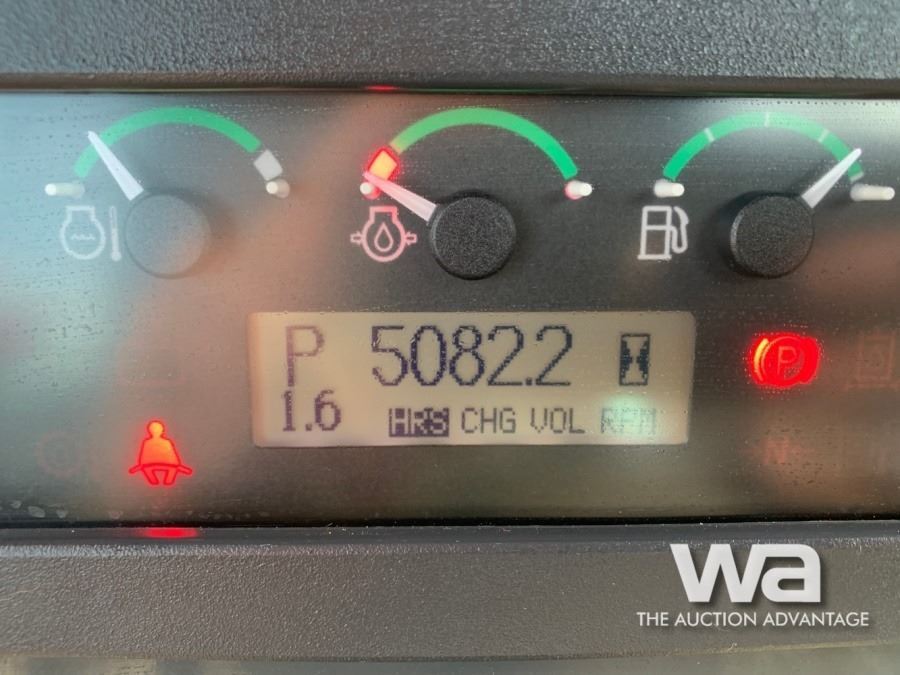 P 5082.2
1.6 HRS CHG VOL RPM
P
wa
THE AUCTION ADVANTAGE